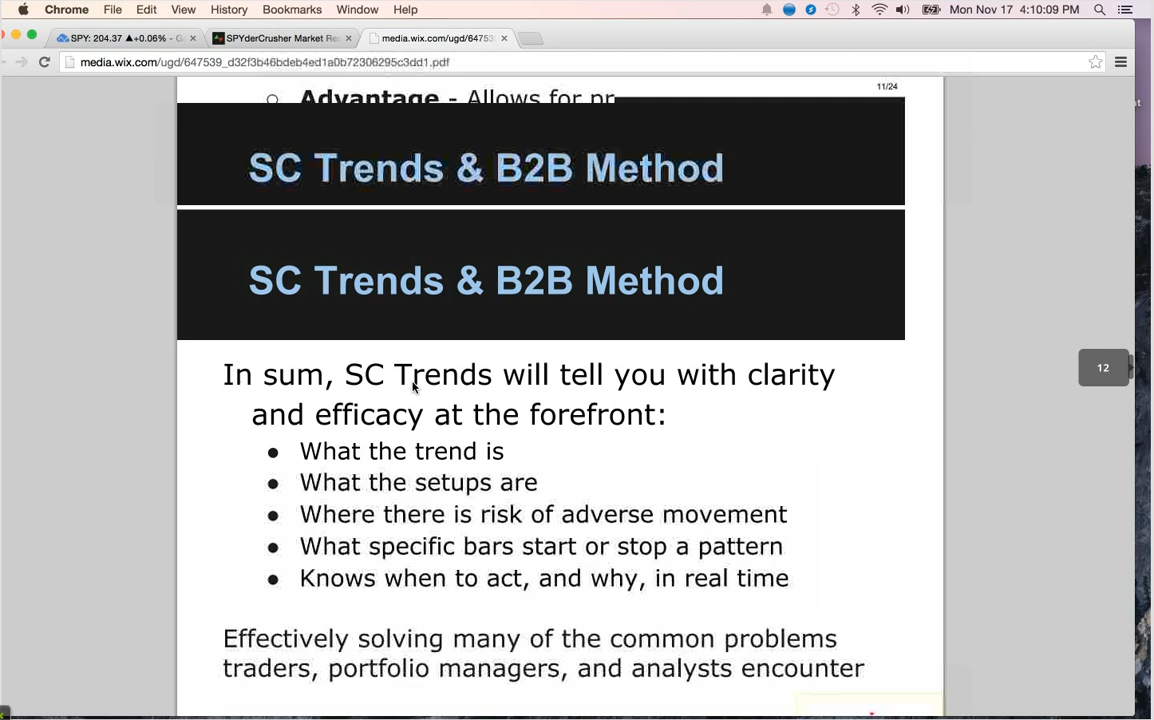 Chrome File Edit View History Bookmarks Window Help Mon Nov 17 4:10:09 PM
SPY: 204.37 ▲+0.06% - G
SPYderCrusher Market Re
media.wix.com/ugd/6475
media.wix.com/ugd/647539_d32f3b46bdeb4ed1a0b72306295c3dd1.pdf
11/24
○ Advantage - Allows for pr
SC Trends & B2B Method
SC Trends & B2B Method
In sum, SC Trends will tell you with clarity
and efficacy at the forefront:
● What the trend is
● What the setups are
● Where there is risk of adverse movement
● What specific bars start or stop a pattern
● Knows when to act, and why, in real time
12
Effectively solving many of the common problems
traders, portfolio managers, and analysts encounter